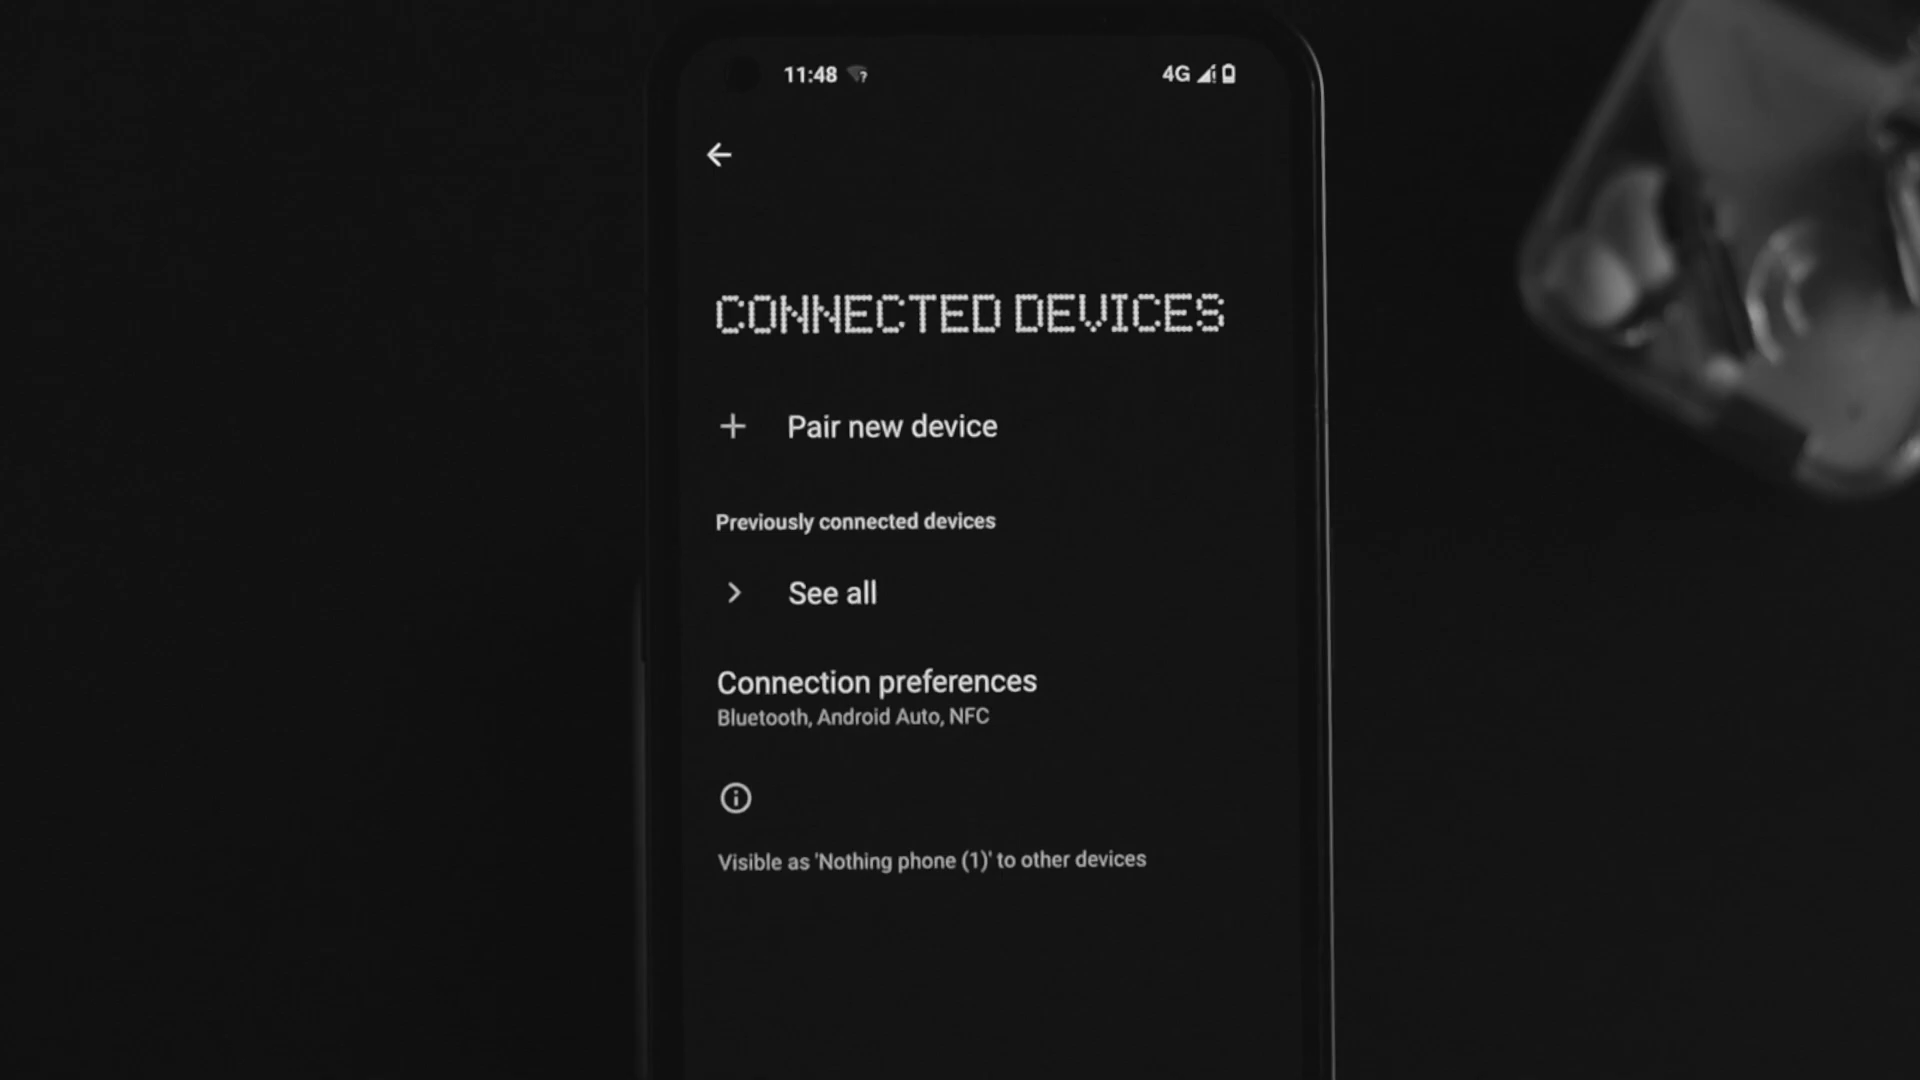 11:48
4G
CONNECTED DEVICES
Pair new device
Previously connected devices
See all
Connection preferences
Bluetooth, Android Auto, NFC
Visible as 'Nothing phone (1)' to other devices